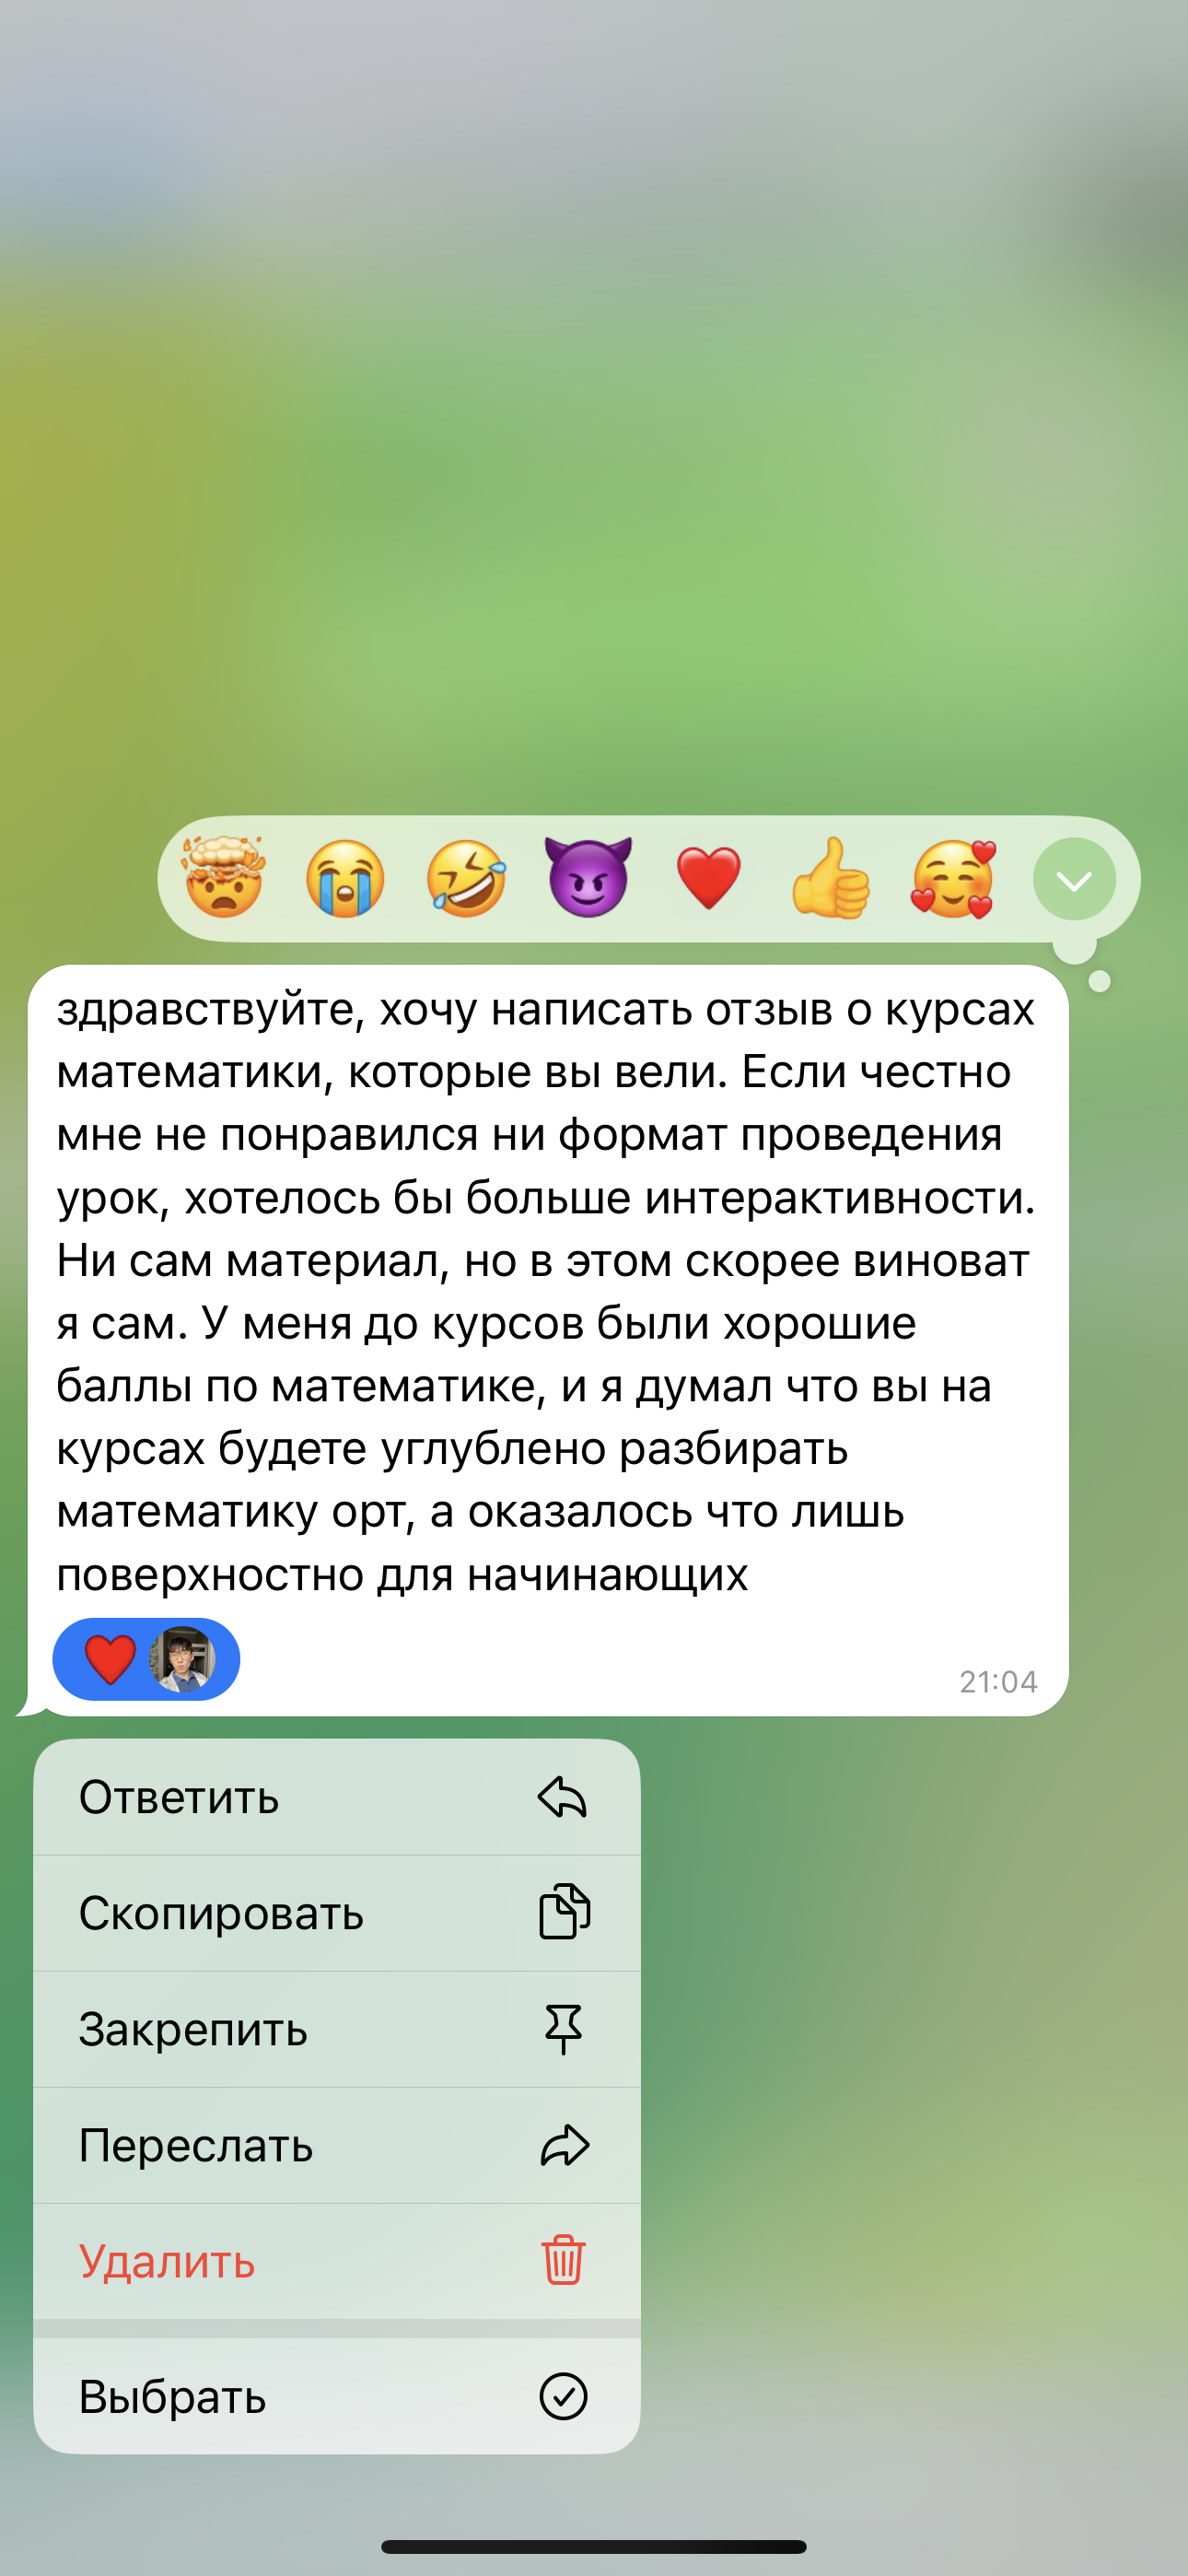 здравствуйте, хочу написать отзыв о курсах
математики, которые вы вели. Если честно
мне не понравился ни формат проведения
урок, хотелось бы больше интерактивности.
Ни сам материал, но в этом скорее виноват
я сам. У меня до курсов были хорошие
баллы по математике, и я думал что вы на
курсах будете углублено разбирать
математику орт, а оказалось что лишь
поверхностно для начинающих
21:04
Ответить
Скопировать
Закрепить
Переслать
Удалить
Выбрать